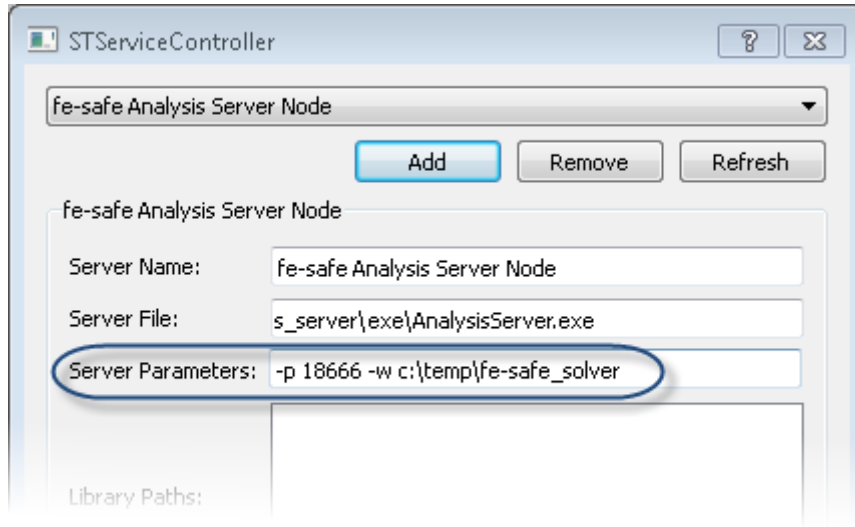 STServiceController
fe-safe Analysis Server Node
Add Remove Refresh
fe-safe Analysis Server Node
Server Name: fe-safe Analysis Server Node
Server File: s_server\exe\AnalysisServer.exe
Server Parameters: -p 18666 -w c:\temp\fe-safe_solver
Library Paths: